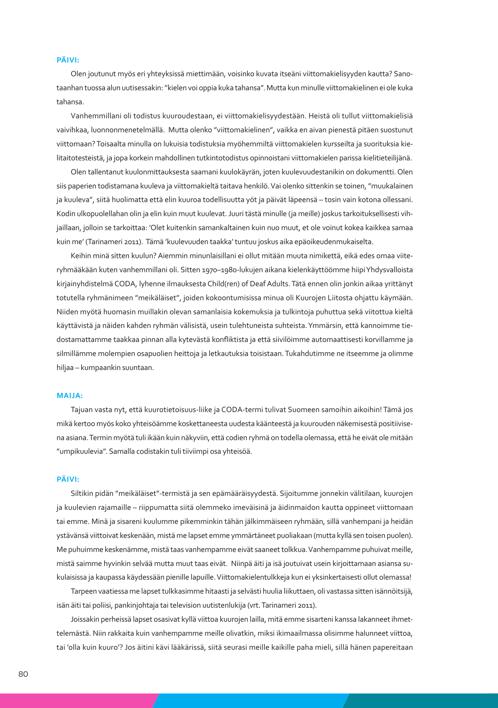 PÄIVI:
Olen joutunut myös eri yhteyksissä miettimään, voisinko kuvata itseäni viittomakielisyyden kautta? Sano-
taanhan tuossa alun uutisessakin: "kielen voi oppia kuka tahansa". Mutta kun minulle viittomakielinen ei ole kuka
tahansa.
Vanhemmillani oli todistus kuuroudestaan, ei viittomakielisyydestään. Heistä oli tullut viittomakielisiä
vaivihkaa, luonnonmenetelmällä. Mutta olenko "viittomakielinen", vaikka en aivan pienestä pitäen suostunut
viittomaan? Toisaalta minulla on lukuisia todistuksia myöhemmiltä viittomakielen kursseilta ja suorituksia kie-
litaitotesteistä, ja jopa korkein mahdollinen tutkintotodistus opinnoistani viittomakielen parissa kielitieteilijänä.
Olen tallentanut kuulonmittauksesta saamani kuulokäyrän, joten kuulevuudestanikin on dokumentti. Olen
siis paperien todistamana kuuleva ja viittomakieltä taitava henkilö. Vai olenko sittenkin se toinen, "muukalainen
ja kuuleva", siitä huolimatta että elin kuuroa todellisuutta yöt ja päivät läpeensä – tosin vain kotona ollessani.
Kodin ulkopuolellahan olin ja elin kuin muut kuulevat. Juuri tästä minulle (ja meille) joskus tarkoituksellisesti vih-
jaillaan, jolloin se tarkoittaa: 'Olet kuitenkin samankaltainen kuin nuo muut, et ole voinut kokea kaikkea samaa
kuin me' (Tarinameri 2011). Tämä 'kuulevuuden taakka' tuntuu joskus aika epäoikeudenmukaiselta.
Keihin minä sitten kuulun? Aiemmin minunlaisillani ei ollut mitään muuta nimikettä, eikä edes omaa viite-
ryhmääkään kuten vanhemmillani oli. Sitten 1970–1980-lukujen aikana kielenkäyttöömme hiipi Yhdysvalloista
kirjainyhdistelmä CODA, lyhenne ilmauksesta Child(ren) of Deaf Adults. Tätä ennen olin jonkin aikaa yrittänyt
totutella ryhmänimeen "meikäläiset", joiden kokoontumisissa minua oli Kuurojen Liitosta ohjattu käymään.
Niiden myötä huomasin muillakin olevan samanlaisia kokemuksia ja tulkintoja puhuttua sekä viitottua kieltä
käyttävistä ja näiden kahden ryhmän välisistä, usein tulehtuneista suhteista. Ymmärsin, että kannoimme tie-
dostamattamme taakkaa pinnan alla kytevästä konfliktista ja että siivilöimme automaattisesti korvillamme ja
silmillämme molempien osapuolien heittoja ja letkautuksia toisistaan. Tukahdutimme ne itseemme ja olimme
hiljaa – kumpaankin suuntaan.
MAIJA:
Tajuan vasta nyt, että kuurotietoisuus-liike ja CODA-termi tulivat Suomeen samoihin aikoihin! Tämä jos
mikä kertoo myös koko yhteisöämme koskettaneesta uudesta käänteestä ja kuurouden näkemisestä positiivise-
na asiana. Termin myötä tuli ikään kuin näkyviin, että codien ryhmä on todella olemassa, että he eivät ole mitään
"umpikuulevia". Samalla codistakin tuli tiiviimpi osa yhteisöä.
PÄIVI:
Siltikin pidän "meikäläiset"-termistä ja sen epämääräisyydestä. Sijoitumme jonnekin välitilaan, kuurojen
ja kuulevien rajamaille – riippumatta siitä olemmeko imeväisinä ja äidinmaidon kautta oppineet viittomaan
tai emme. Minä ja sisareni kuulumme pikemminkin tähän jälkimmäiseen ryhmään, sillä vanhempani ja heidän
ystävänsä viittoivat keskenään, mistä me lapset emme ymmärtäneet puoliakaan (mutta kyllä sen toisen puolen).
Me puhuimme keskenämme, mistä taas vanhempamme eivät saaneet tolkkua. Vanhempamme puhuivat meille,
mistä saimme hyvinkin selvää mutta muut taas eivät. Niinpä äiti ja isä joutuivat usein kirjoittamaan asiansa su-
kulaisissa ja kaupassa käydessään pienille lapuille. Viittomakielentulkkeja kun ei yksinkertaisesti ollut olemassa!
Tarpeen vaatiessa me lapset tulkkasimme hitaasti ja selvästi huulia liikuttaen, oli vastassa sitten isännöitsijä,
isän äiti tai poliisi, pankinjohtaja tai television uutistenlukija (vrt. Tarinameri 2011).
Joissakin perheissä lapset osasivat kyllä viittoa kuurojen lailla, mitä emme sisarteni kanssa lakanneet ihmet-
telemästä. Niin rakkaita kuin vanhempamme meille olivatkin, miksi ikimaailmassa olisimme halunneet viittoa,
tai 'olla kuin kuuro'? Jos äitini kävi lääkärissä, siitä seurasi meille kaikille paha mieli, sillä hänen papereitaan
80